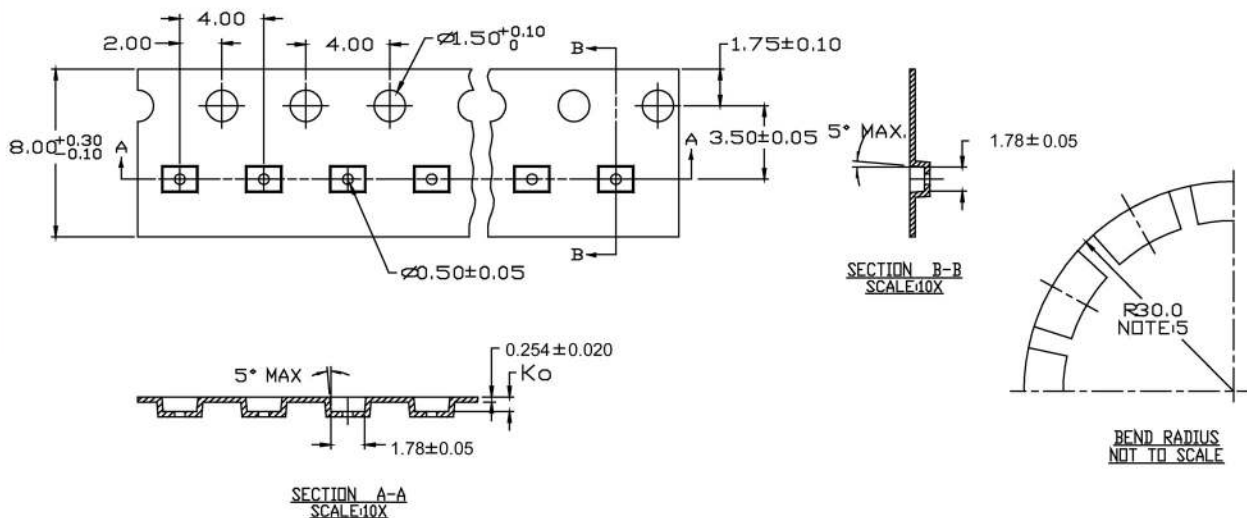 4.00
2.00
4.00
Ø1.50+0.10 0
B
1.75±0.10
8.00+0.30 -0.10
A
A
3.50±0.05
5° MAX.
1.78±0.05
B
Ø0.50±0.05
SECTION B-B
SCALE:10X
R30.0
NOTE:5
0.254±0.020
5° MAX
Ko
1.78±0.05
BEND RADIUS
NOT TO SCALE
SECTION A-A
SCALE:10X